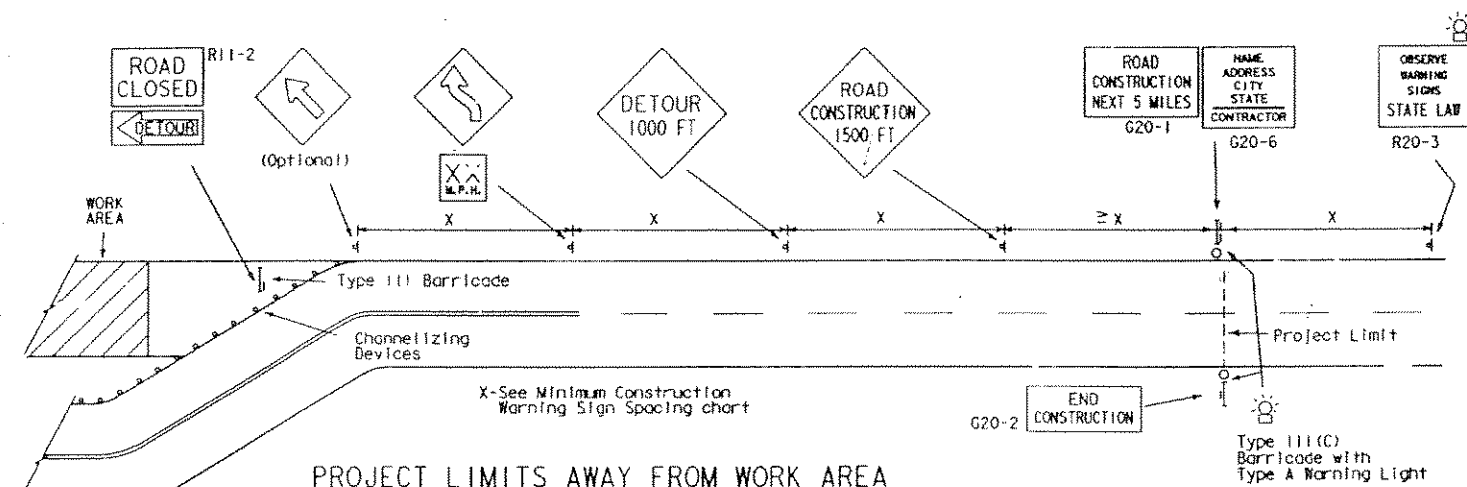 ROAD
CLOSED
R11-2
DETOUR
(Optional)
XX
M.P.H.
DETOUR
1000 FT
ROAD
CONSTRUCTION
1500 FT
ROAD
CONSTRUCTION
NEXT 5 MILES
G20-1
NAME
ADDRESS
CITY
STATE
CONTRACTOR
G20-6
OBSERVE
WARNING
SIGNS
STATE LAW
R20-3
WORK
AREA
X
X
X
≥ X
X
Type III Barricade
Channelizing
Devices
Project Limit
X-See Minimum Construction
Warning Sign Spacing chart
G20-2
END
CONSTRUCTION
Type III(C)
Barricade with
Type A Warning Light
PROJECT LIMITS AWAY FROM WORK AREA